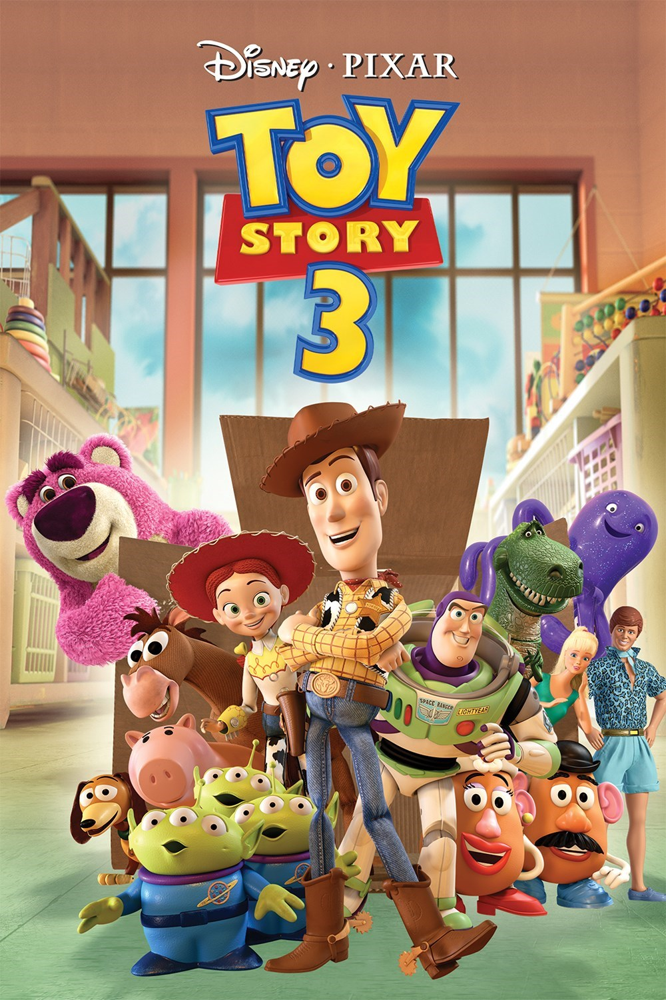 Disney · PIXAR
TOY
STORY
3
SPACE RANGER
LIGHTYEAR